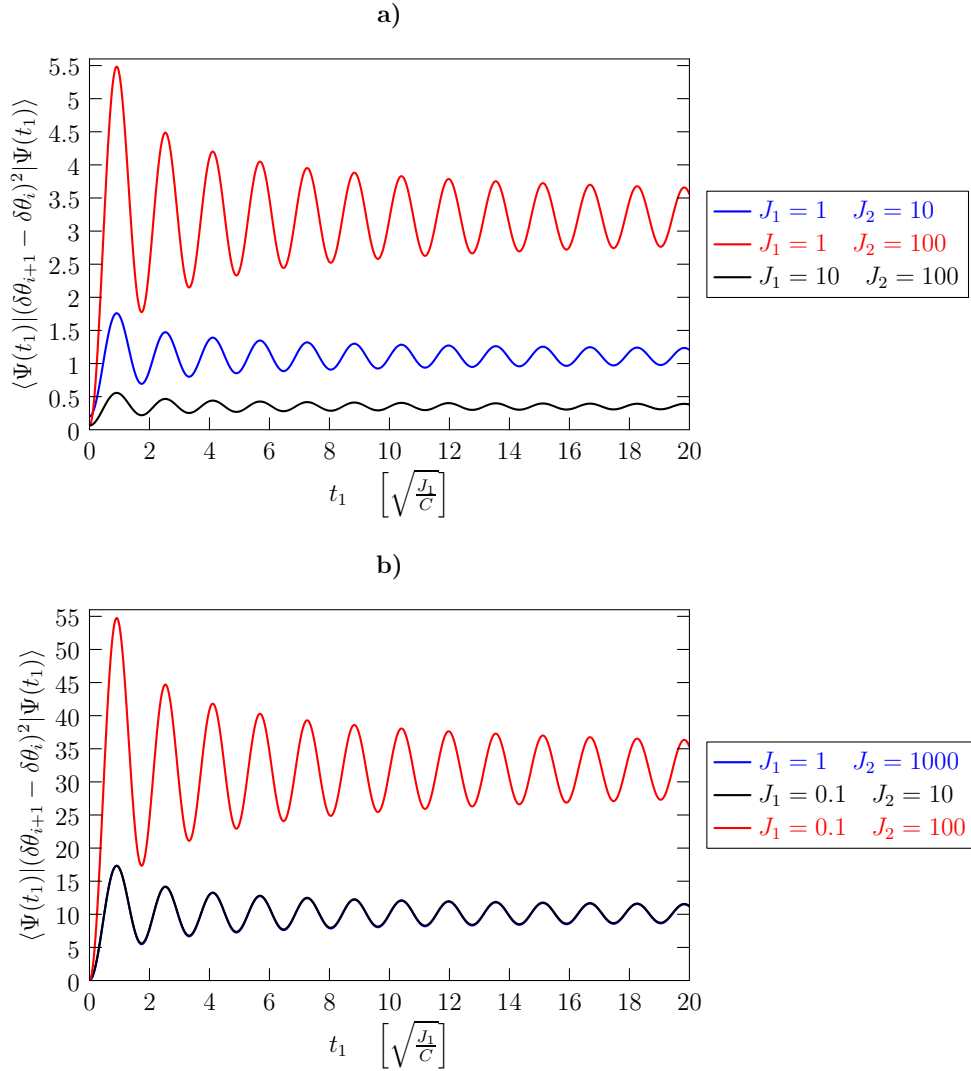 a)
⟨Ψ(t₁)|(δθᵢ₊₁ − δθᵢ)²|Ψ(t₁)⟩
5.5
5
4.5
4
3.5
3
2.5
2
1.5
1
0.5
0
0 2 4 6 8 10 12 14 16 18 20
t₁ [√(J₁/C)]
J₁ = 1 J₂ = 10
J₁ = 1 J₂ = 100
J₁ = 10 J₂ = 100
b)
⟨Ψ(t₁)|(δθᵢ₊₁ − δθᵢ)²|Ψ(t₁)⟩
55
50
45
40
35
30
25
20
15
10
5
0
0 2 4 6 8 10 12 14 16 18 20
t₁ [√(J₁/C)]
J₁ = 1 J₂ = 1000
J₁ = 0.1 J₂ = 10
J₁ = 0.1 J₂ = 100